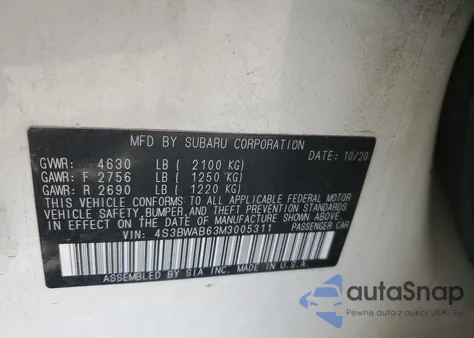 MFD BY SUBARU CORPORATION
DATE: 10/20
GVWR: 4630 LB ( 2100 KG)
GAWR: F 2756 LB ( 1250 KG)
GAWR: R 2690 LB ( 1220 KG)
THIS VEHICLE CONFORMS TO ALL APPLICABLE FEDERAL MOTOR
VEHICLE SAFETY, BUMPER, AND THEFT PREVENTION STANDARDS
IN EFFECT ON THE DATE OF MANUFACTURE SHOWN ABOVE.
VIN: 4S3BWAB63M3005311 PASSENGER CAR
ASSEMBLED BY SIA INC. MADE IN U.S.A.
autoSnap
Pewne auta z aukcji USA i EU